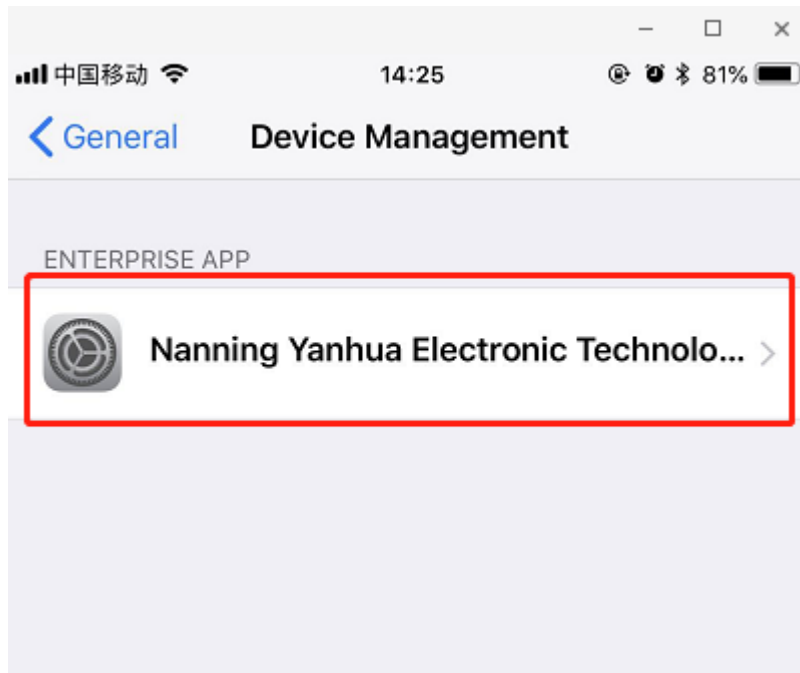 中国移动 14:25 81%
General Device Management
ENTERPRISE APP
Nanning Yanhua Electronic Technolo...